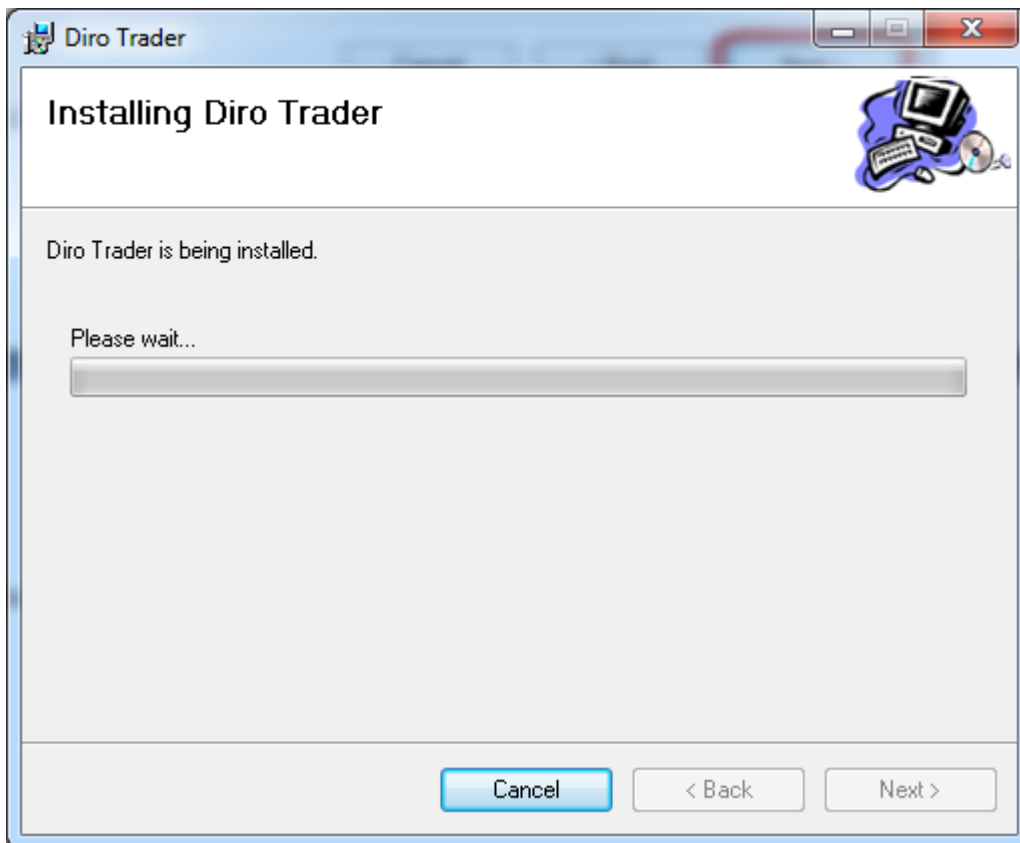 Diro Trader
Installing Diro Trader
Diro Trader is being installed.
Please wait...
Cancel
< Back
Next >